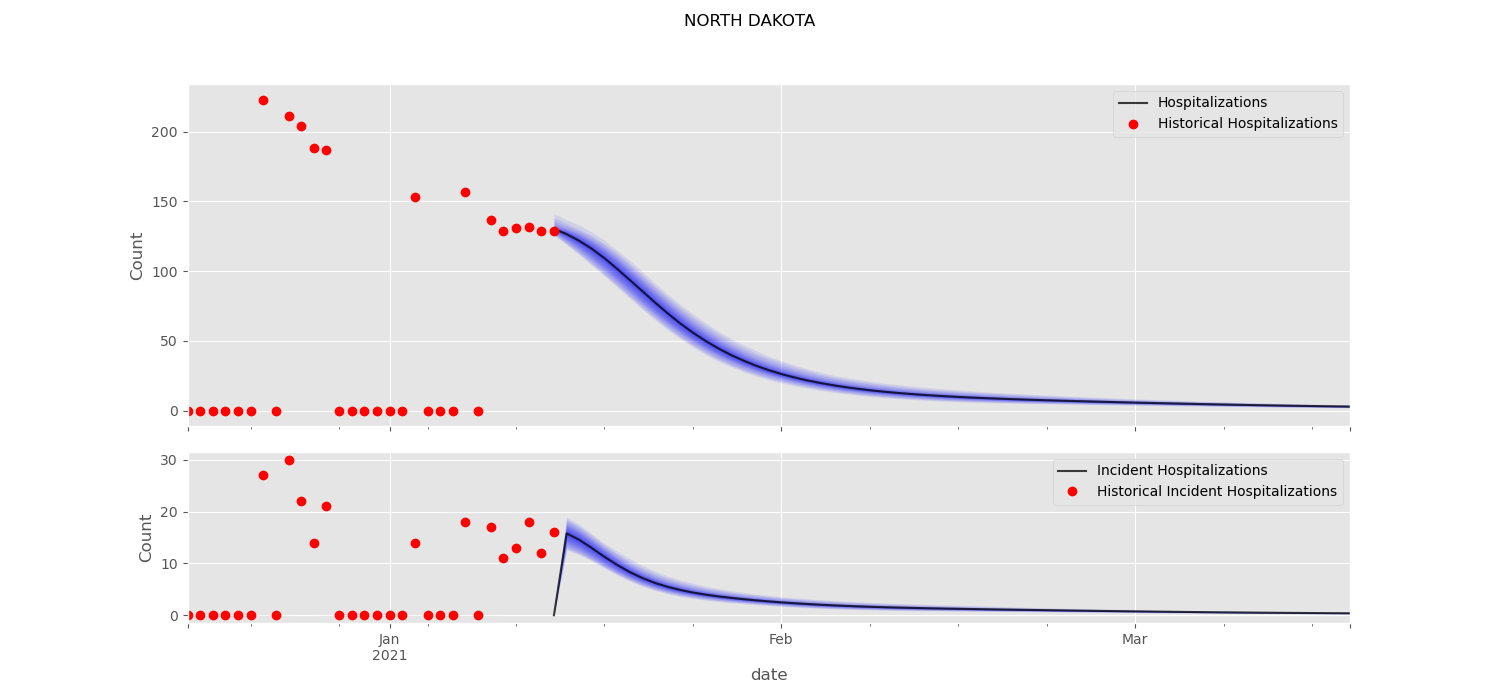 NORTH DAKOTA
Hospitalizations
Historical Hospitalizations
200
150
100
50
0
Count
Incident Hospitalizations
Historical Incident Hospitalizations
30
20
10
0
Count
Jan
2021
Feb
Mar
date